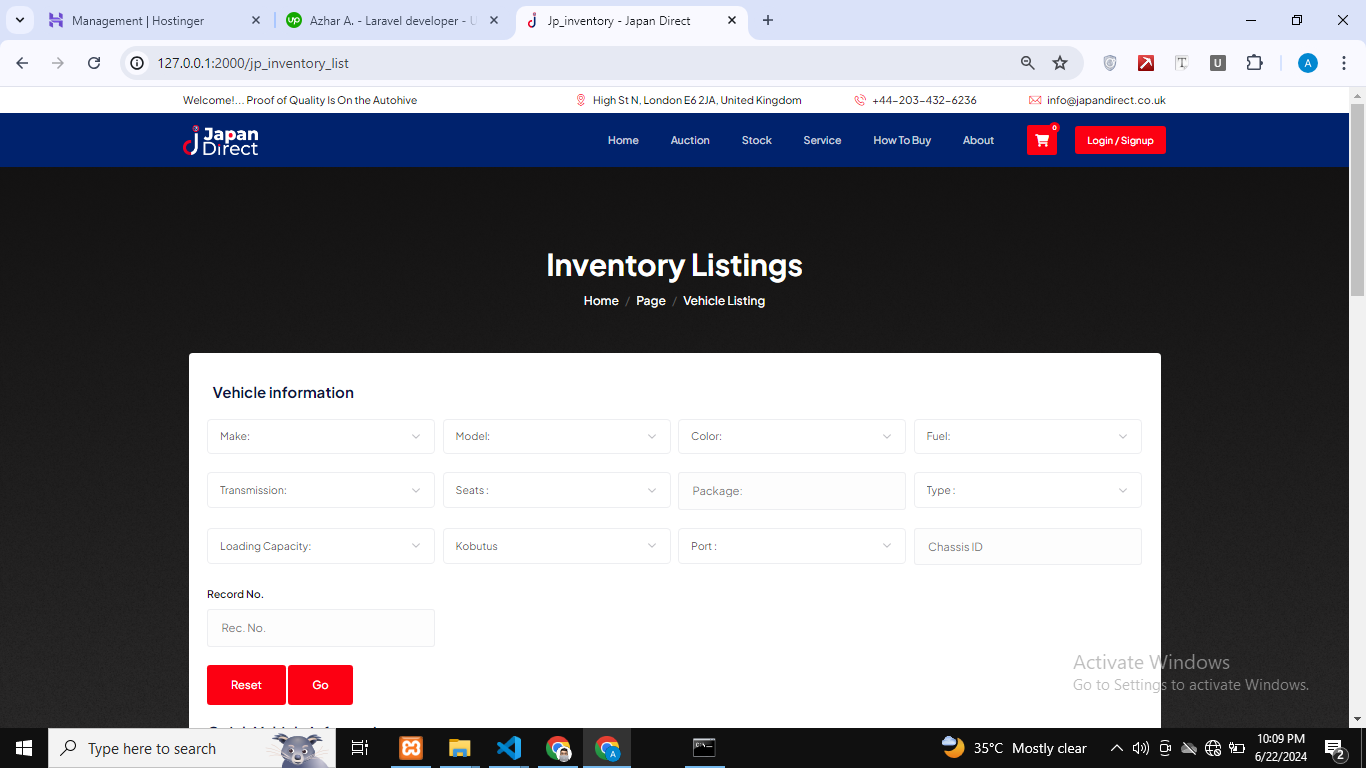 Management | Hostinger
Azhar A. - Laravel developer - U
Jp_inventory - Japan Direct
127.0.0.1:2000/jp_inventory_list
A
Welcome!... Proof of Quality Is On the Autohive
High St N, London E6 2JA, United Kingdom
+44-203-432-6236
info@japandirect.co.uk
Japan
Direct
Home
Auction
Stock
Service
How To Buy
About
0
Login / Signup
Inventory Listings
Home / Page / Vehicle Listing
Vehicle information
Make:
Model:
Color:
Fuel:
Transmission:
Seats :
Package:
Type :
Loading Capacity:
Kobutus
Port :
Chassis ID
Record No.
Rec. No.
Reset
Go
Activate Windows
Go to Settings to activate Windows.
Type here to search
35°C Mostly clear
10:09 PM
6/22/2024
2